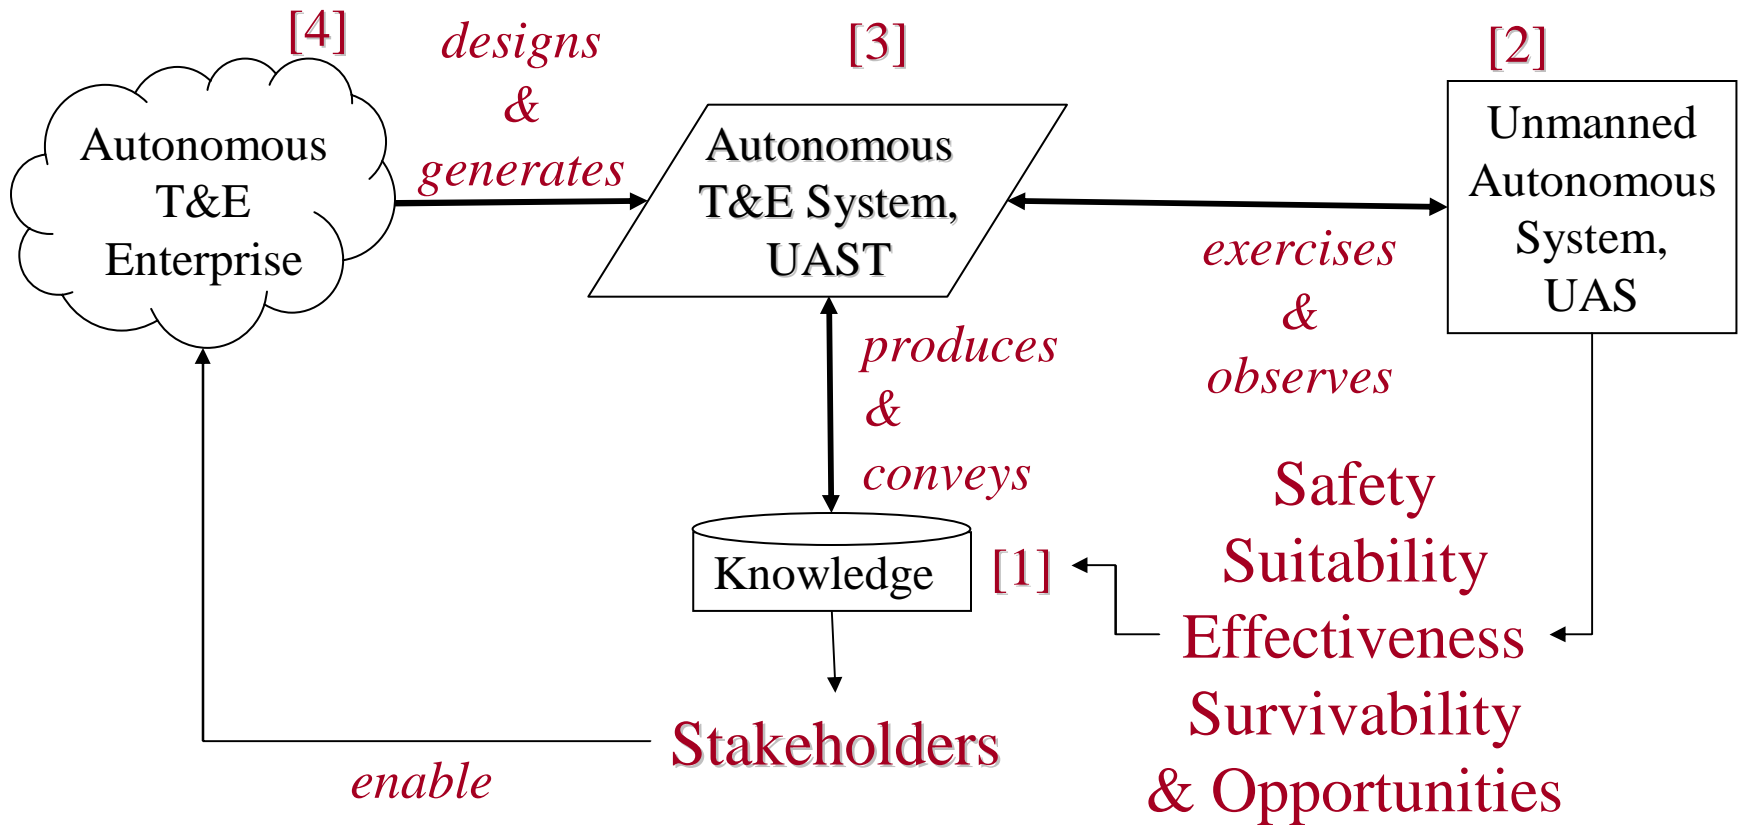 [4]
designs
&
generates
[3]
[2]
Autonomous
T&E
Enterprise
Autonomous
T&E System,
UAST
Unmanned
Autonomous
System,
UAS
exercises
&
observes
produces
&
conveys
Knowledge
[1]
Safety
Suitability
Effectiveness
Survivability
& Opportunities
Stakeholders
enable